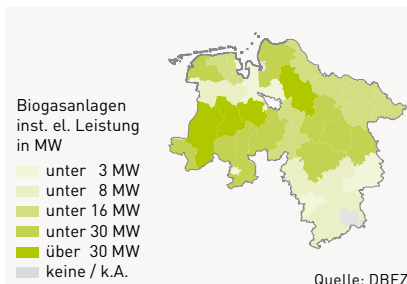 Biogasanlagen
inst. el. Leistung
in MW
unter 3 MW
unter 8 MW
unter 16 MW
unter 30 MW
über 30 MW
keine / k.A.
Quelle: DBFZ